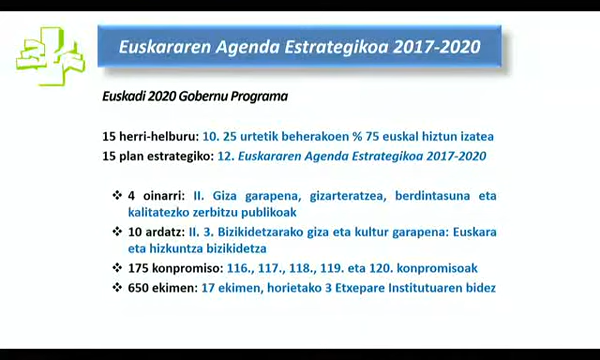 Euskararen Agenda Estrategikoa 2017-2020
Euskadi 2020 Gobernu Programa
15 herri-helburu: 10. 25 urtetik beherakoen % 75 euskal hiztun izatea
15 plan estrategiko: 12. Euskararen Agenda Estrategikoa 2017-2020
❖ 4 oinarri: II. Giza garapena, gizarteratzea, berdintasuna eta
kalitatezko zerbitzu publikoak
❖ 10 ardatz: II. 3. Bizikidetzarako giza eta kultur garapena: Euskara
eta hizkuntza bizikidetza
❖ 175 konpromiso: 116., 117., 118., 119. eta 120. konpromisoak
❖ 650 ekimen: 17 ekimen, horietako 3 Etxepare Institutuaren bidez